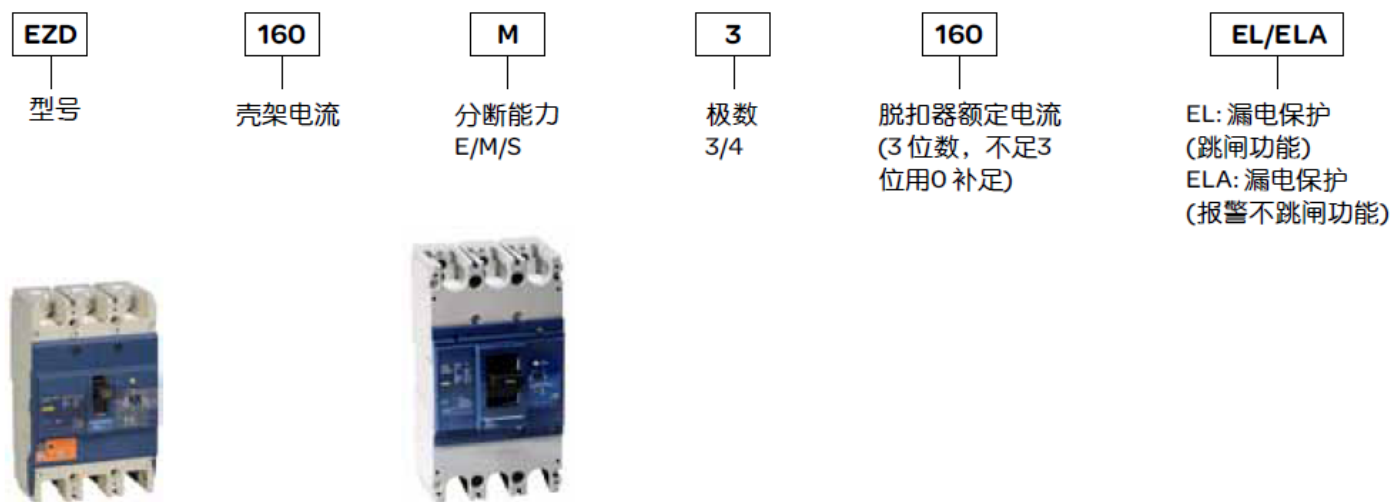 EZD 160 M 3 160 EL/ELA
型号 壳架电流 分断能力 极数 脱扣器额定电流 EL: 漏电保护
E/M/S 3/4 (3 位数，不足3 (跳闸功能)
位用0 补足) ELA: 漏电保护
(报警不跳闸功能)